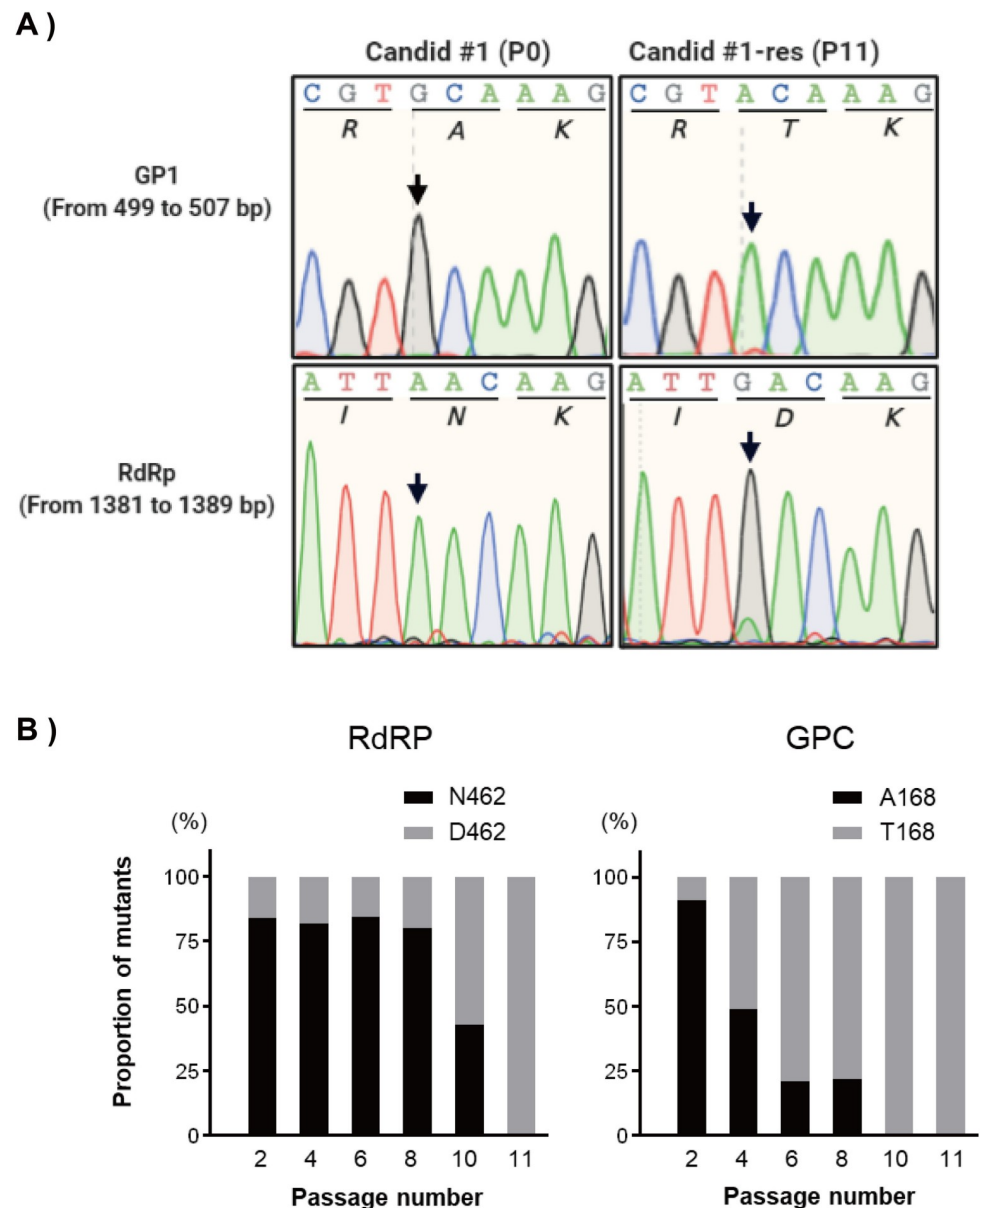 A )
Candid #1 (P0) Candid #1-res (P11)
GP1
(From 499 to 507 bp)
C G T G C A A A G
R A K
C G T A C A A A G
R T K
RdRp
(From 1381 to 1389 bp)
A T T A A C A A G
I N K
A T T G A C A A G
I D K
B )
RdRP
N462
D462
(%)
Proportion of mutants
100
75
50
25
0
2 4 6 8 10 11
Passage number
GPC
A168
T168
(%)
100
75
50
25
0
2 4 6 8 10 11
Passage number